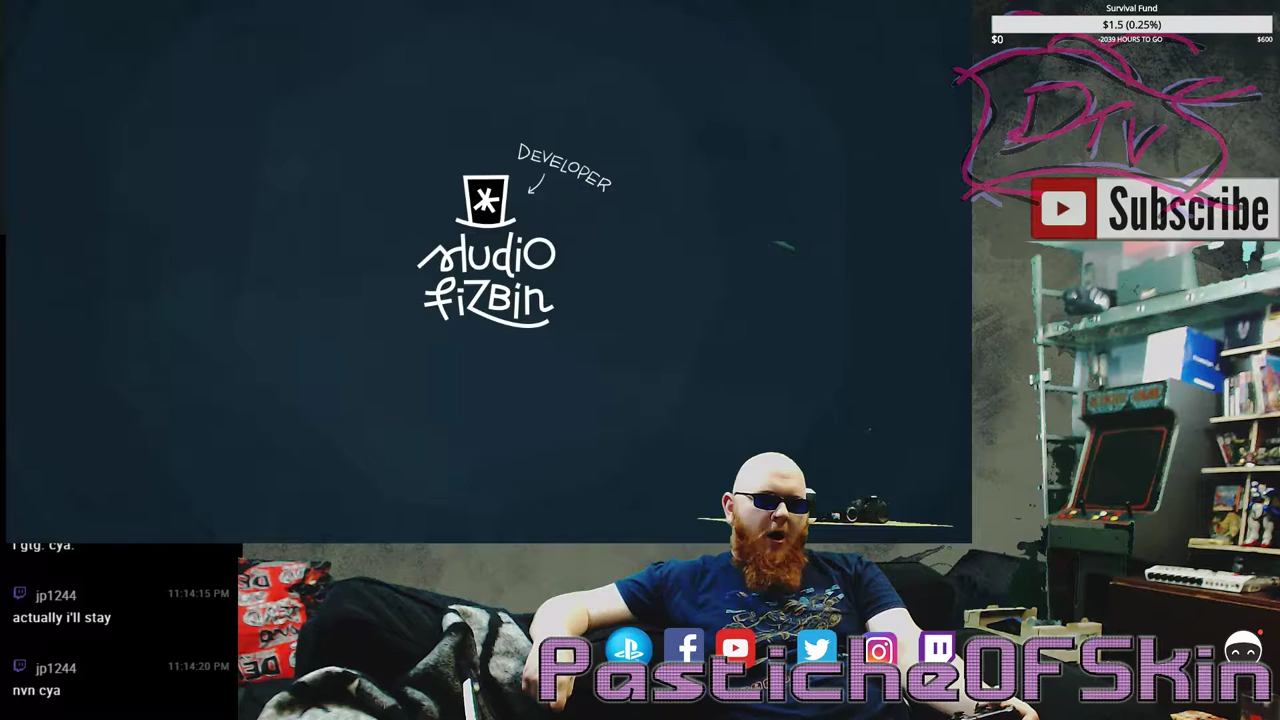 Survival Fund
$1.5 (0.25%)
$0
-2039 HOURS TO GO
$600
DTV
Subscribe
DEVELOPER
studio
fizbin
I gtg. cya.
jp1244
11:14:15 PM
actually i'll stay
jp1244
11:14:20 PM
nvn cya
PasticheOFSkin